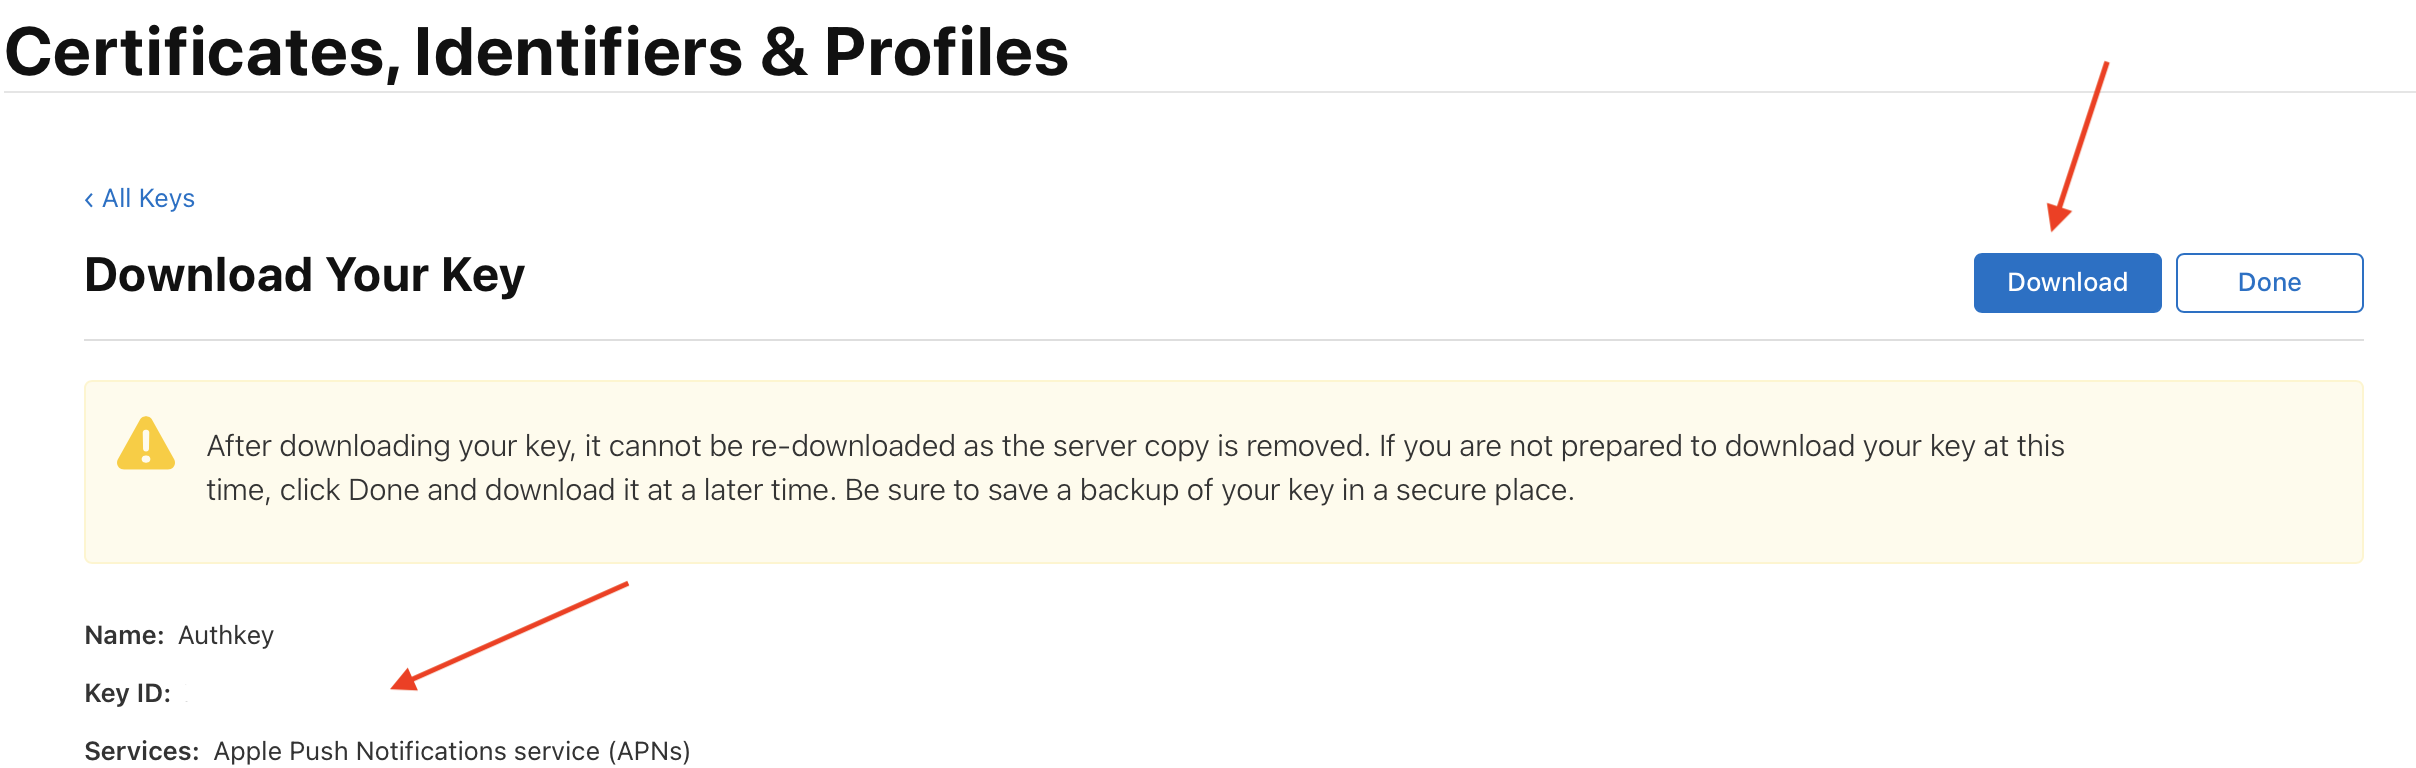 Certificates, Identifiers & Profiles
‹ All Keys
Download Your Key
Download
Done
After downloading your key, it cannot be re-downloaded as the server copy is removed. If you are not prepared to download your key at this
time, click Done and download it at a later time. Be sure to save a backup of your key in a secure place.
Name: Authkey
Key ID:
Services: Apple Push Notifications service (APNs)